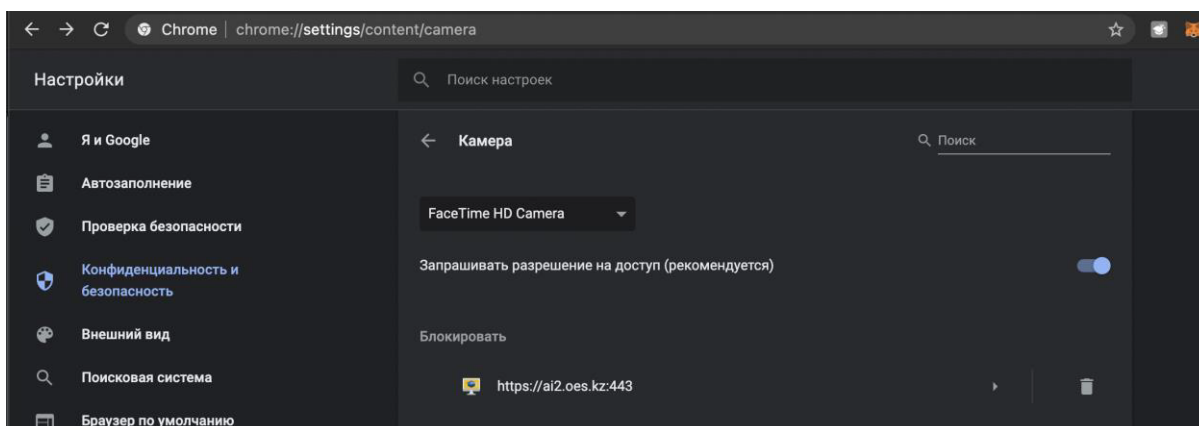 Chrome | chrome://settings/content/camera
Настройки
Поиск настроек
Я и Google
Автозаполнение
Проверка безопасности
Конфиденциальность и
безопасность
Внешний вид
Поисковая система
Браузер по умолчанию
Камера
Поиск
FaceTime HD Camera
Запрашивать разрешение на доступ (рекомендуется)
Блокировать
https://ai2.oes.kz:443